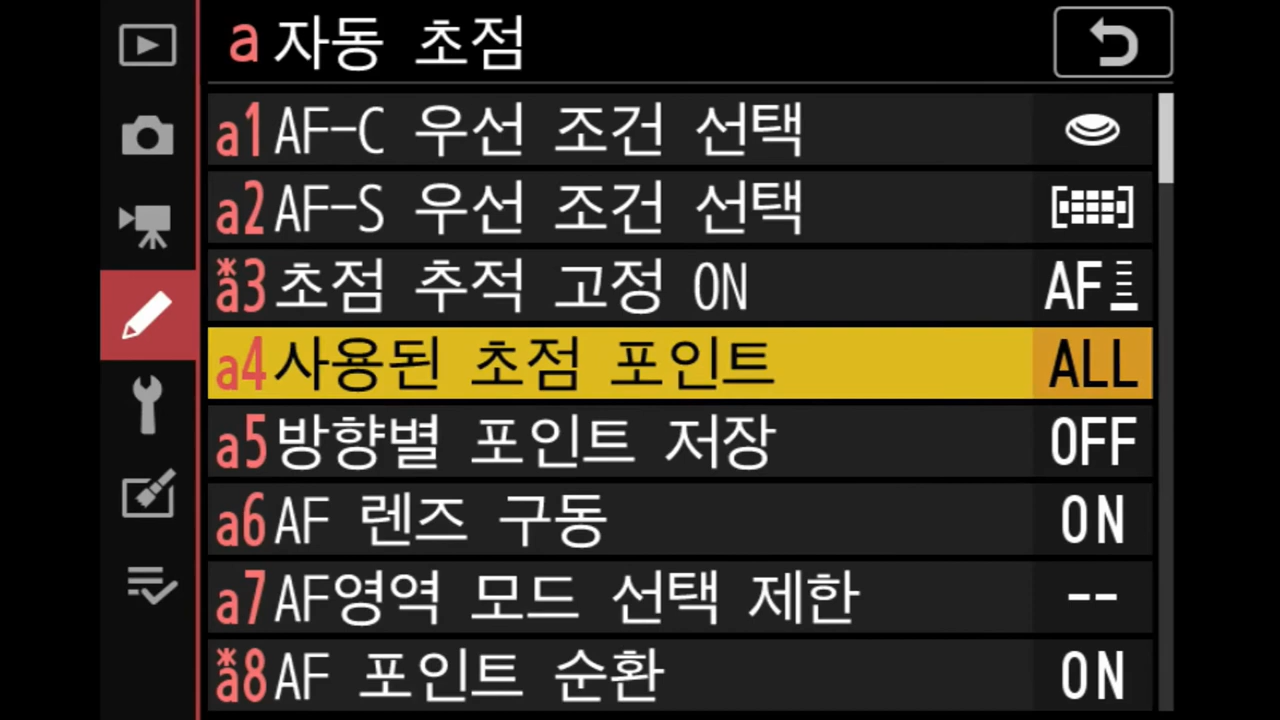 a 자동 초점
a1 AF-C 우선 조건 선택
a2 AF-S 우선 조건 선택
*a3 초점 추적 고정 ON AF
a4 사용된 초점 포인트 ALL
a5 방향별 포인트 저장 OFF
a6 AF 렌즈 구동 ON
a7 AF영역 모드 선택 제한 --
*a8 AF 포인트 순환 ON